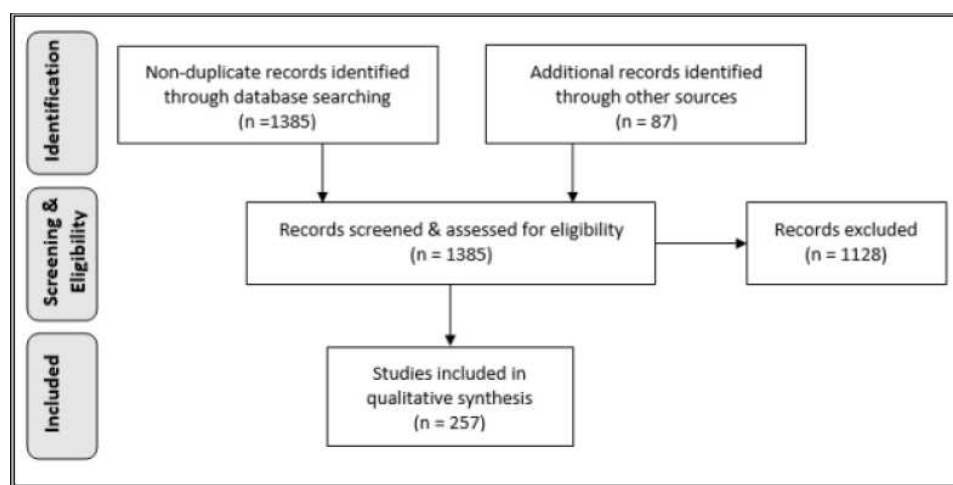 Identification
Non-duplicate records identified
through database searching
(n =1385)
Additional records identified
through other sources
(n = 87)
Screening &
Eligibility
Records screened & assessed for eligibility
(n = 1385)
Records excluded
(n = 1128)
Included
Studies included in
qualitative synthesis
(n = 257)